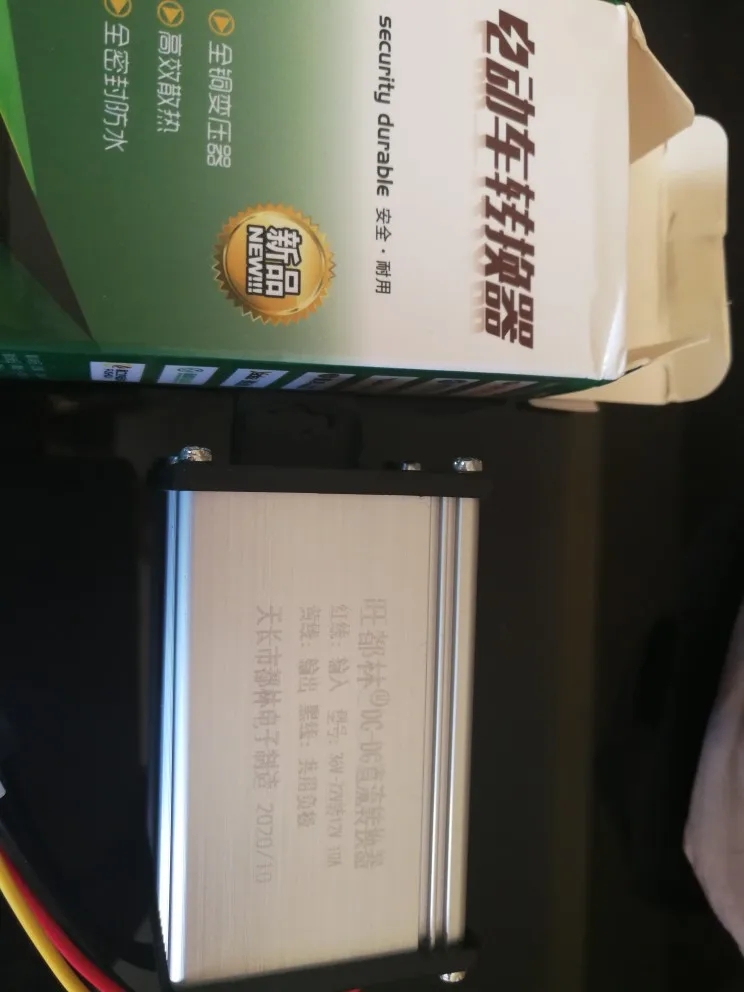 电动车转换器
security durable 安全·耐用
全铜变压器
高效散热
全密封防水
新品
NEW!!!
旺都林® DC-DG直流转换器
红线：输入 型号：36V-72V转12V 10A
黄线：输出 黑线：共用负极
天长市都林电子制造 2020/10